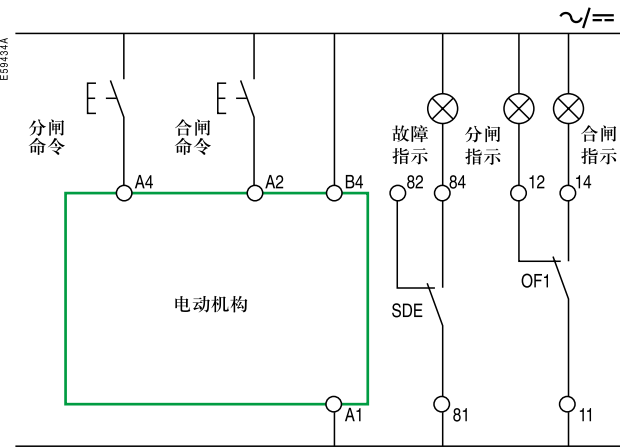 E59434A
分闸
命令
合闸
命令
故障
指示
分闸
指示
合闸
指示
A4
A2
B4
82
84
12
14
电动机构
SDE
OF1
A1
81
11